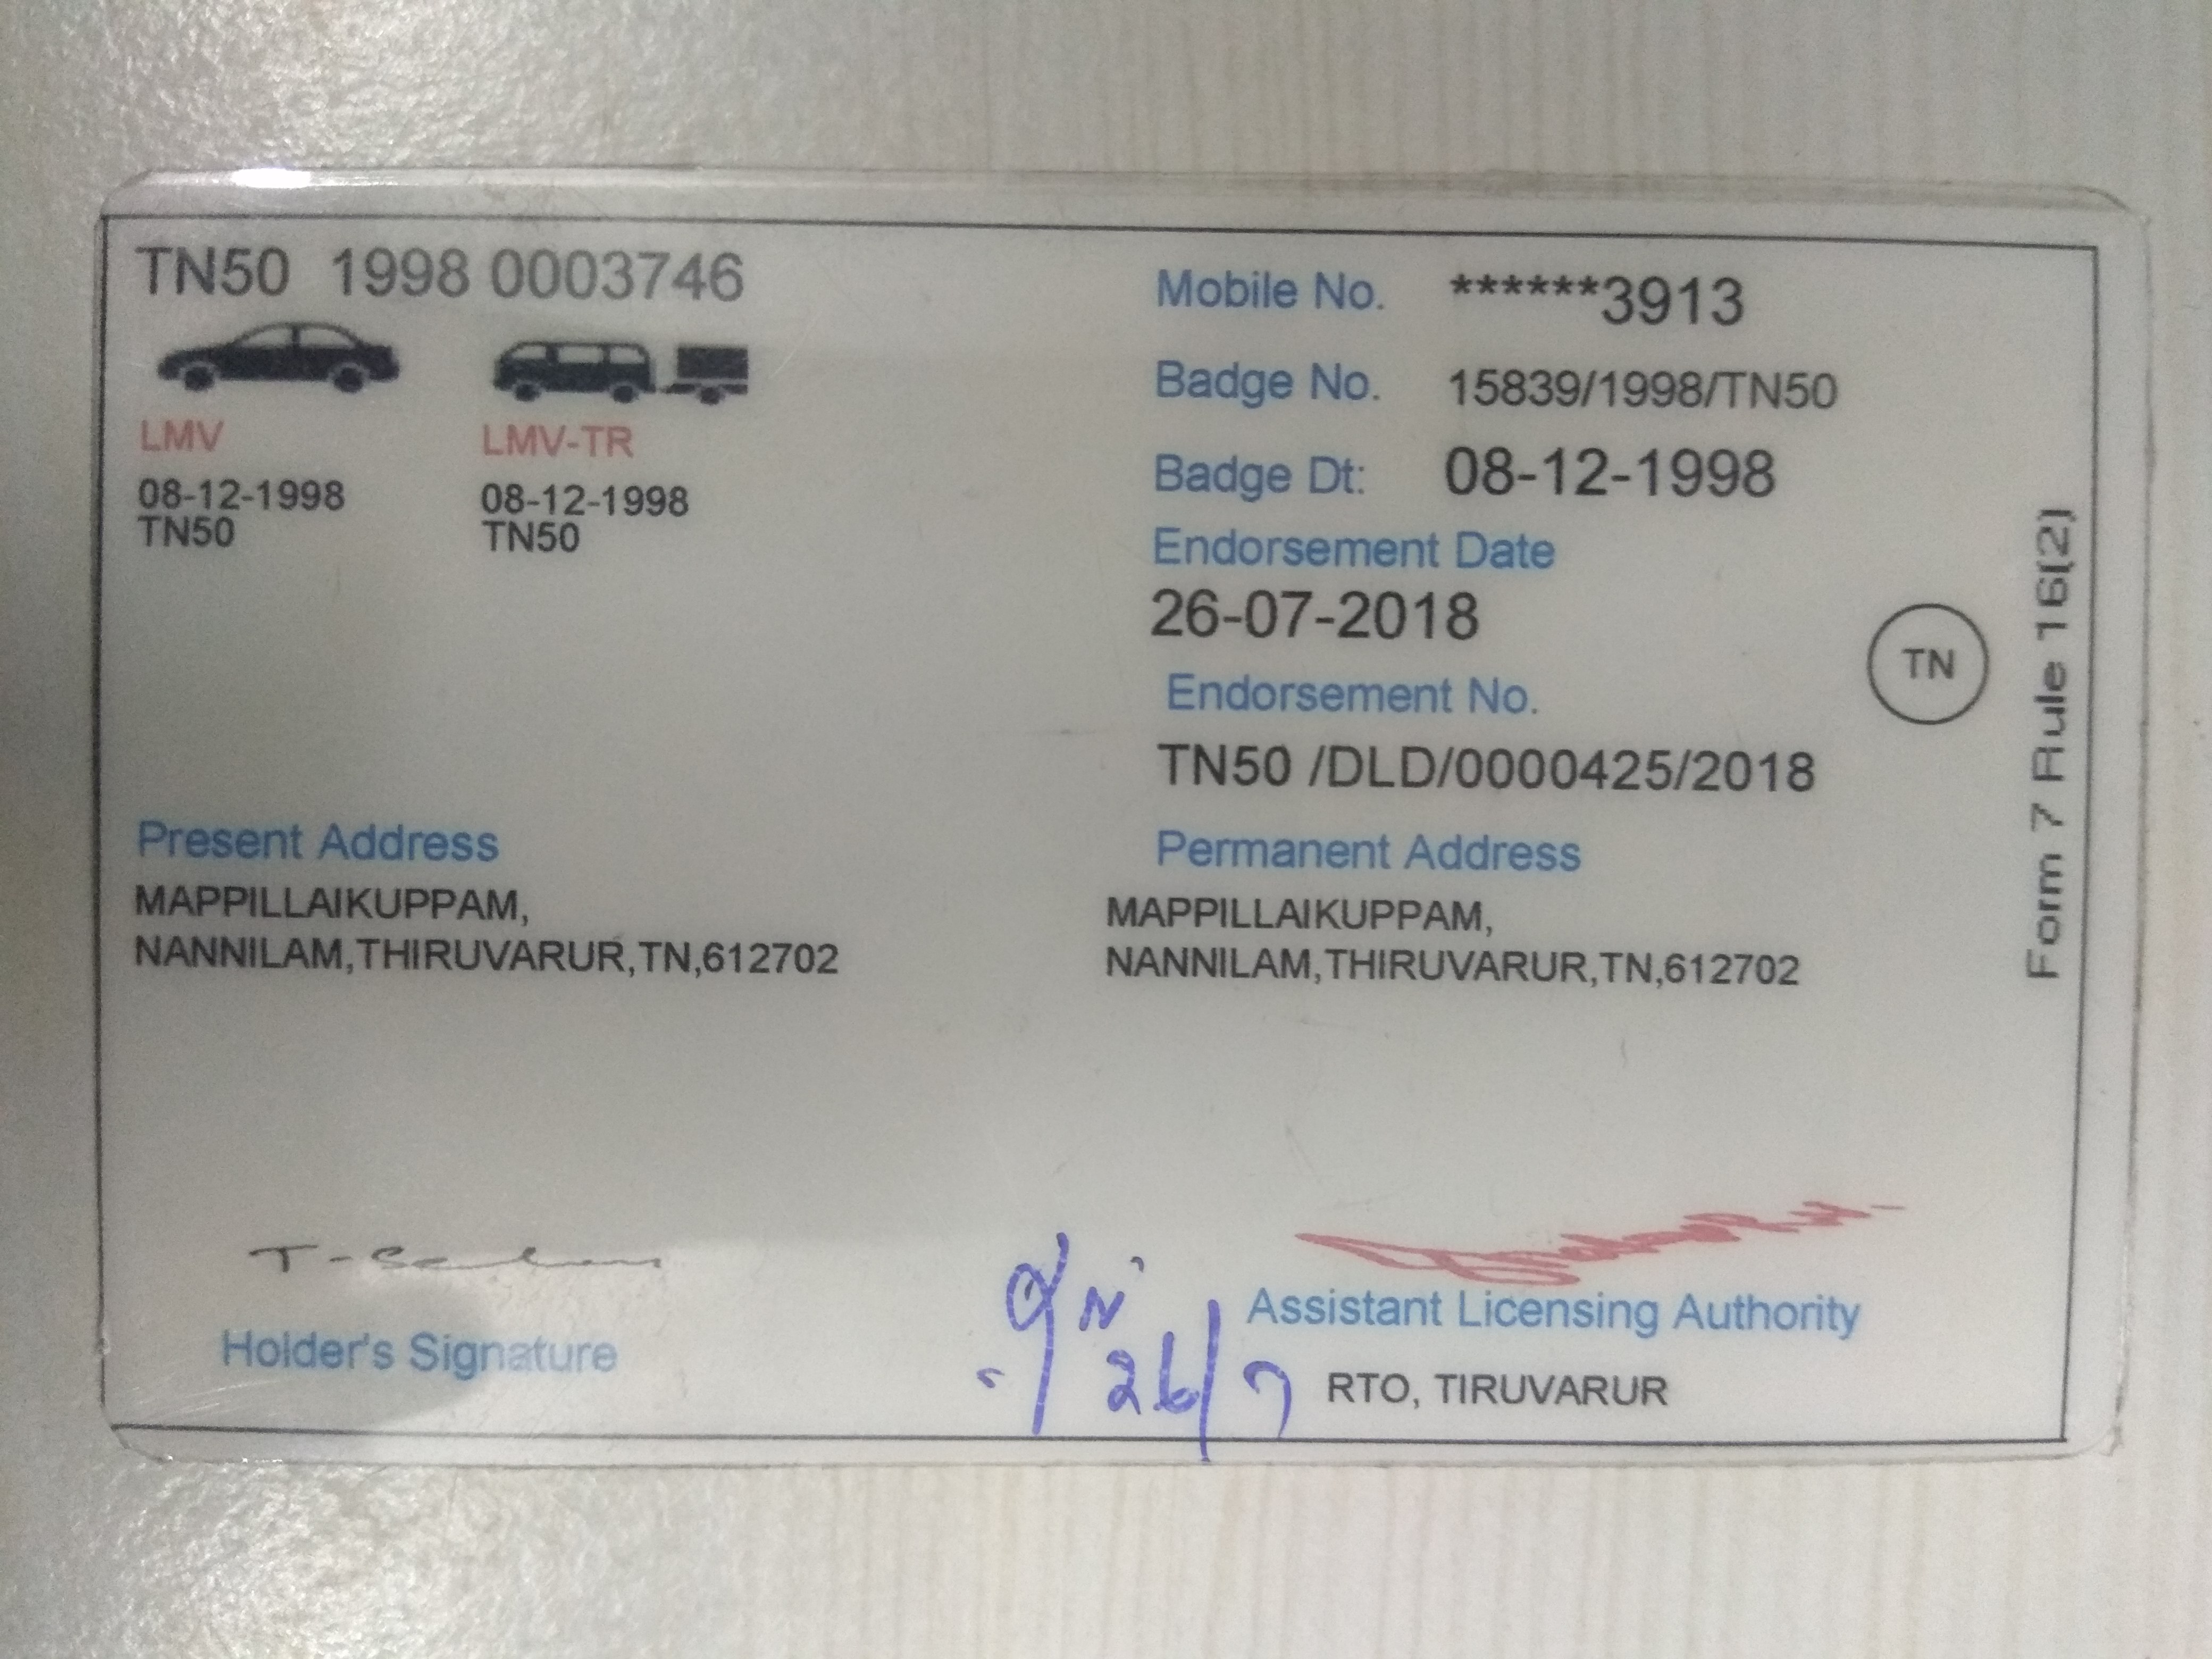 TN50 1998 0003746
LMV
08-12-1998
TN50
LMV-TR
08-12-1998
TN50
Mobile No. ******3913
Badge No. 15839/1998/TN50
Badge Dt: 08-12-1998
Endorsement Date
26-07-2018
Endorsement No.
TN50 /DLD/0000425/2018
TN
Form 7 Rule 16(2)
Present Address
MAPPILLAIKUPPAM,
NANNILAM,THIRUVARUR,TN,612702
Permanent Address
MAPPILLAIKUPPAM,
NANNILAM,THIRUVARUR,TN,612702
Holder's Signature
26/7
Assistant Licensing Authority
RTO, TIRUVARUR